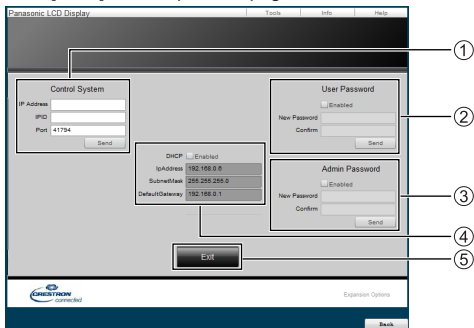 Panasonic LCD Display Tools Info Help
Control System
IP Address
IPID
Port 41794
Send
①
User Password
Enabled
New Password
Confirm
Send
②
DHCP Enabled
IpAddress 192.168.0.8
SubnetMask 255.255.255.0
DefaultGateway 192.168.0.1
④
Admin Password
Enabled
New Password
Confirm
Send
③
Exit
⑤
CRESTRON
connected
Expansion Options
Back